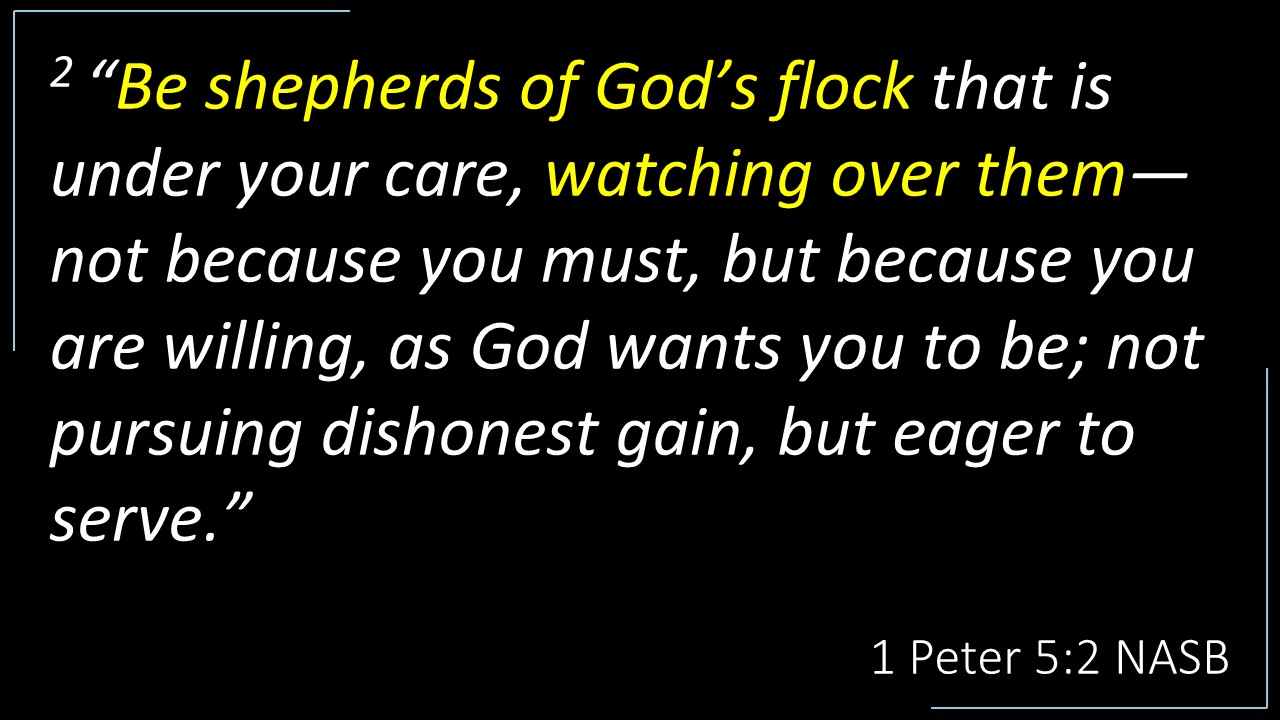 2 “Be shepherds of God’s flock that is
under your care, watching over them—
not because you must, but because you
are willing, as God wants you to be; not
pursuing dishonest gain, but eager to
serve.”
1 Peter 5:2 NASB